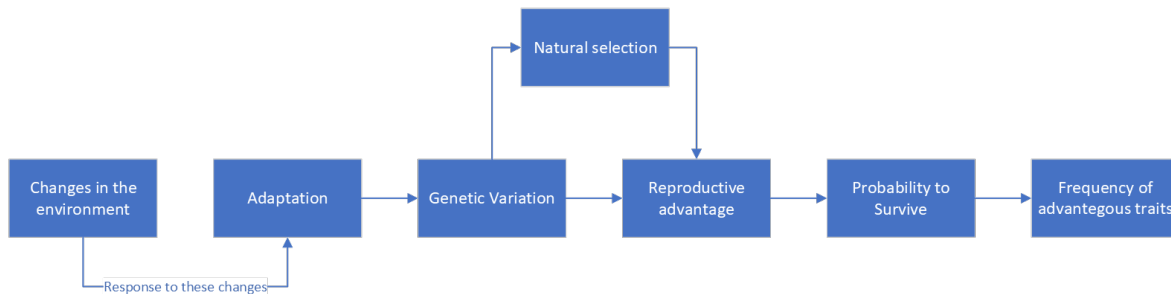 Natural selection
Changes in the
environment
Adaptation
Genetic Variation
Reproductive
advantage
Probability to
Survive
Frequency of
advantegous traits
Response to these changes